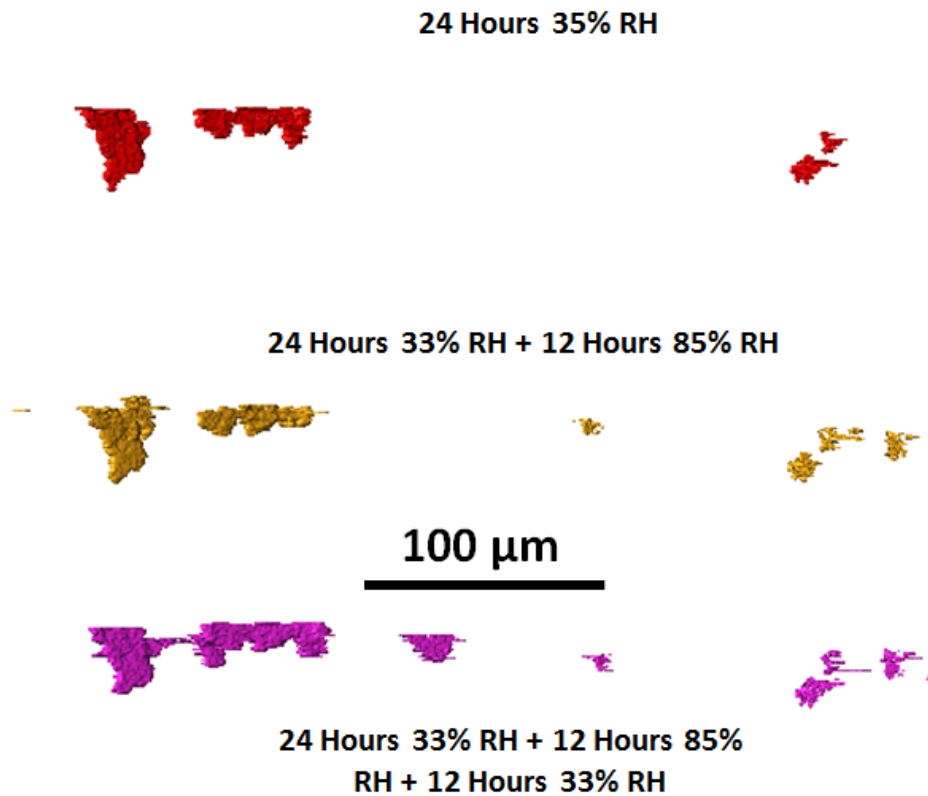 24 Hours 35% RH
24 Hours 33% RH + 12 Hours 85% RH
100 µm
24 Hours 33% RH + 12 Hours 85%
RH + 12 Hours 33% RH